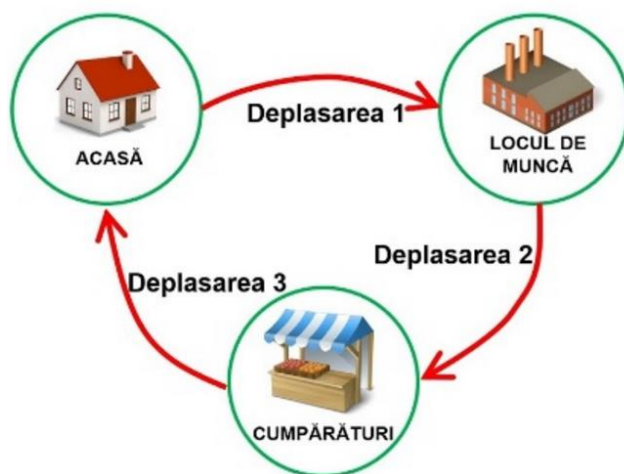 Deplasarea 1
ACASĂ
LOCUL DE
MUNCĂ
Deplasarea 2
Deplasarea 3
CUMPĂRĂTURI